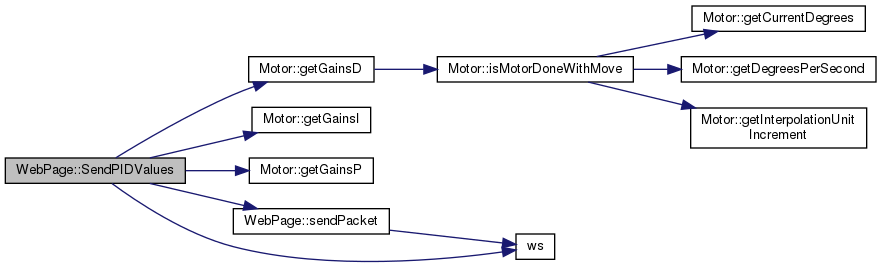 Motor::getCurrentDegrees
Motor::getGainsD
Motor::isMotorDoneWithMove
Motor::getDegreesPerSecond
Motor::getGainsI
Motor::getInterpolationUnit
Increment
WebPage::SendPIDValues
Motor::getGainsP
WebPage::sendPacket
ws